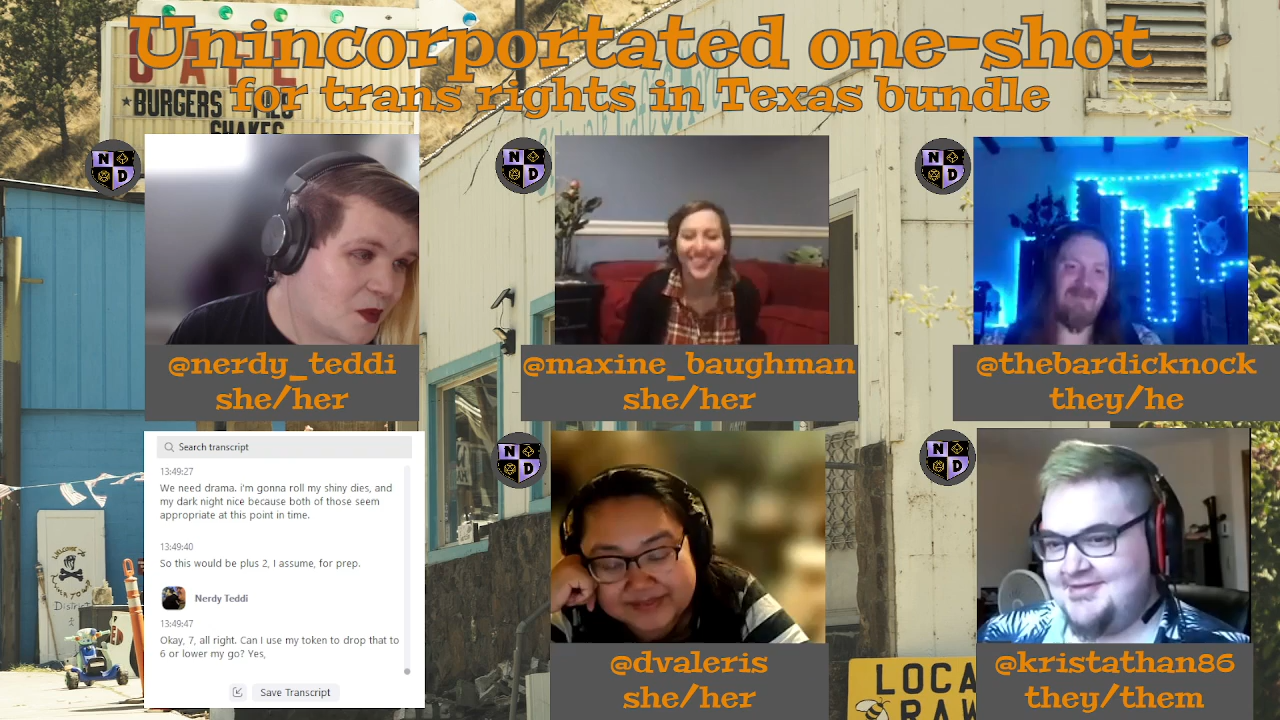 Unincorportated one-shot
for trans rights in Texas bundle
CAFE
★BURGERS PIES
SHAKES
N D
N D
N D
@nerdy_teddi
she/her
@maxine_baughman
she/her
@thebardicknock
they/he
Search transcript
13:49:27
We need drama. i'm gonna roll my shiny dies, and
my dark night nice because both of those seem
appropriate at this point in time.
13:49:40
So this would be plus 2, I assume, for prep.
Nerdy Teddi
13:49:47
Okay, 7, all right. Can I use my token to drop that to
6 or lower my go? Yes,
Save Transcript
N D
N D
@dvaleris
she/her
@kristathan86
they/them
WELCOME
District
LOCA
RAW